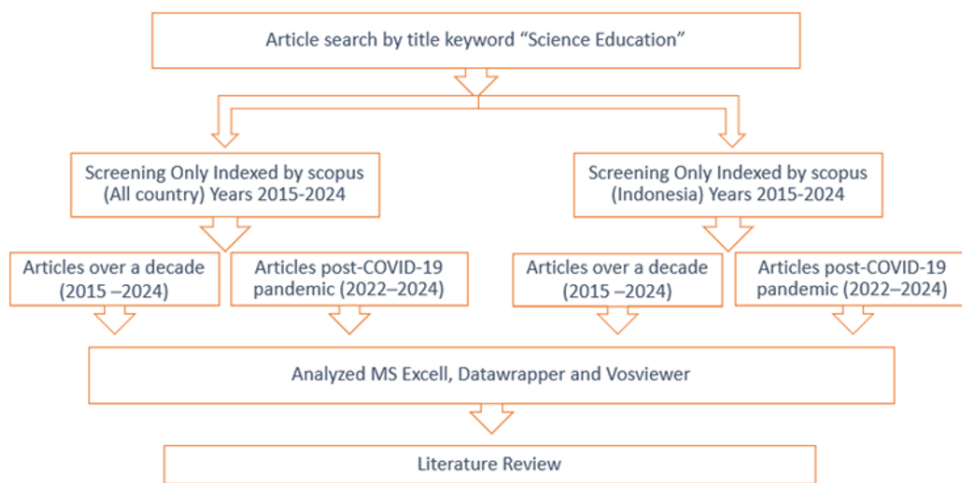 Article search by title keyword “Science Education”
Screening Only Indexed by scopus
(All country) Years 2015-2024
Screening Only Indexed by scopus
(Indonesia) Years 2015-2024
Articles over a decade
(2015 –2024)
Articles post-COVID-19
pandemic (2022–2024)
Articles over a decade
(2015 –2024)
Articles post-COVID-19
pandemic (2022–2024)
Analyzed MS Excell, Datawrapper and Vosviewer
Literature Review